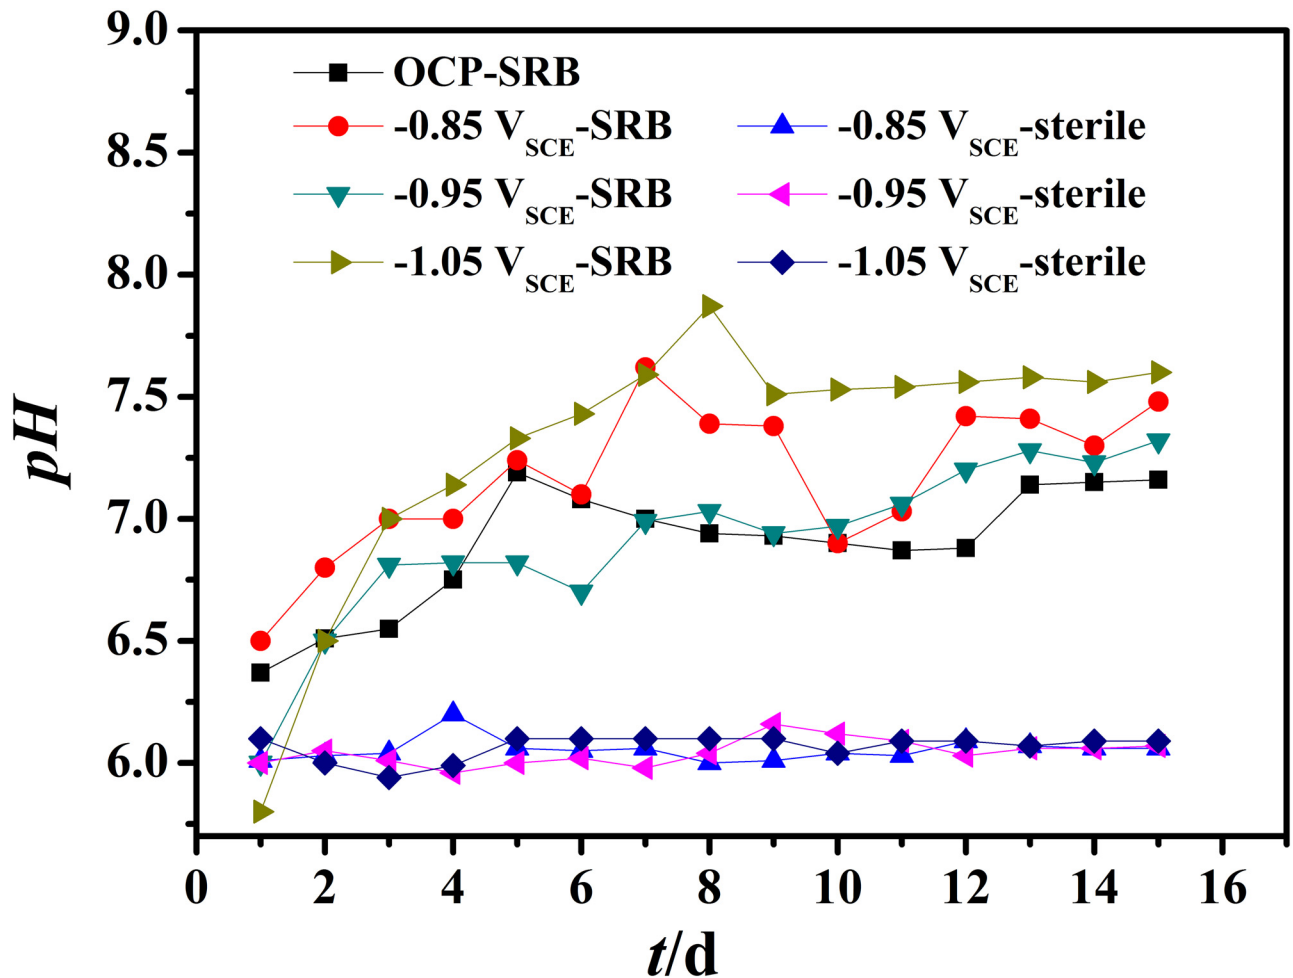 9.0
8.5
8.0
7.5
7.0
6.5
6.0
pH
OCP-SRB
-0.85 VSCE-SRB
-0.85 VSCE-sterile
-0.95 VSCE-SRB
-0.95 VSCE-sterile
-1.05 VSCE-SRB
-1.05 VSCE-sterile
0 2 4 6 8 10 12 14 16
t/d